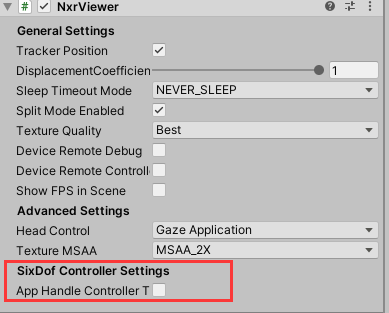 NxrViewer
General Settings
Tracker Position
DisplacementCoefficien 1
Sleep Timeout Mode NEVER_SLEEP
Split Mode Enabled
Texture Quality Best
Device Remote Debug
Device Remote Controlle
Show FPS in Scene
Advanced Settings
Head Control Gaze Application
Texture MSAA MSAA_2X
SixDof Controller Settings
App Handle Controller T